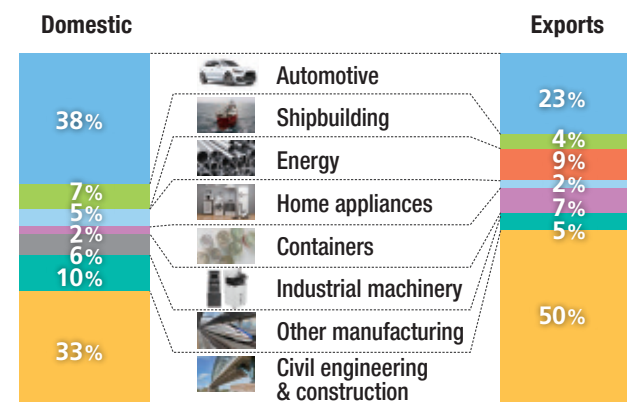 Domestic
Exports
38%
7%
5%
2%
6%
10%
33%
Automotive
Shipbuilding
Energy
Home appliances
Containers
Industrial machinery
Other manufacturing
Civil engineering
& construction
23%
4%
9%
2%
7%
5%
50%